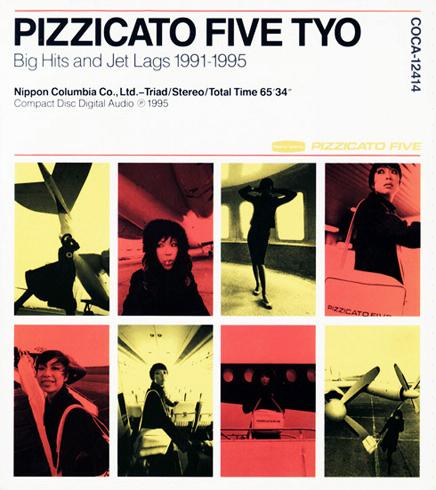 PIZZICATO FIVE TYO
Big Hits and Jet Lags 1991-1995
COCA-12414
Nippon Columbia Co., Ltd.–Triad/Stereo/Total Time 65'34"
Compact Disc Digital Audio ℗ 1995
PIZZICATO FIVE
PIZZICATO FIVE